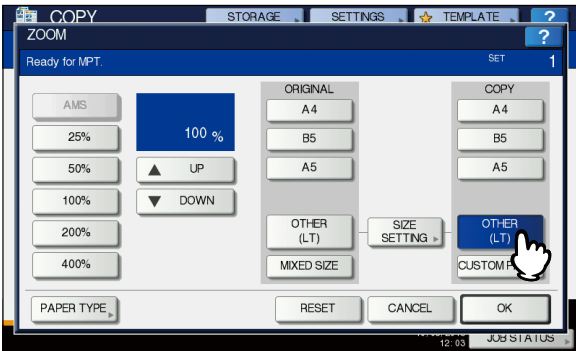 COPY
STORAGE
SETTINGS
TEMPLATE
?
ZOOM
?
Ready for MPT.
SET 1
ORIGINAL
COPY
AMS
100 %
A4
A4
25%
B5
B5
50%
UP
A5
A5
100%
DOWN
200%
OTHER
(LT)
SIZE
SETTING
OTHER
(LT)
400%
MIXED SIZE
CUSTOM
PAPER TYPE
RESET
CANCEL
OK
12:03
JOB STATUS